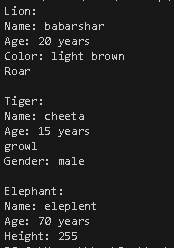 Lion:
Name: babarshar
Age: 20 years
Color: light brown
Roar
Tiger:
Name: cheeta
Age: 15 years
growl
Gender: male
Elephant:
Name: eleplent
Age: 70 years
Height: 255